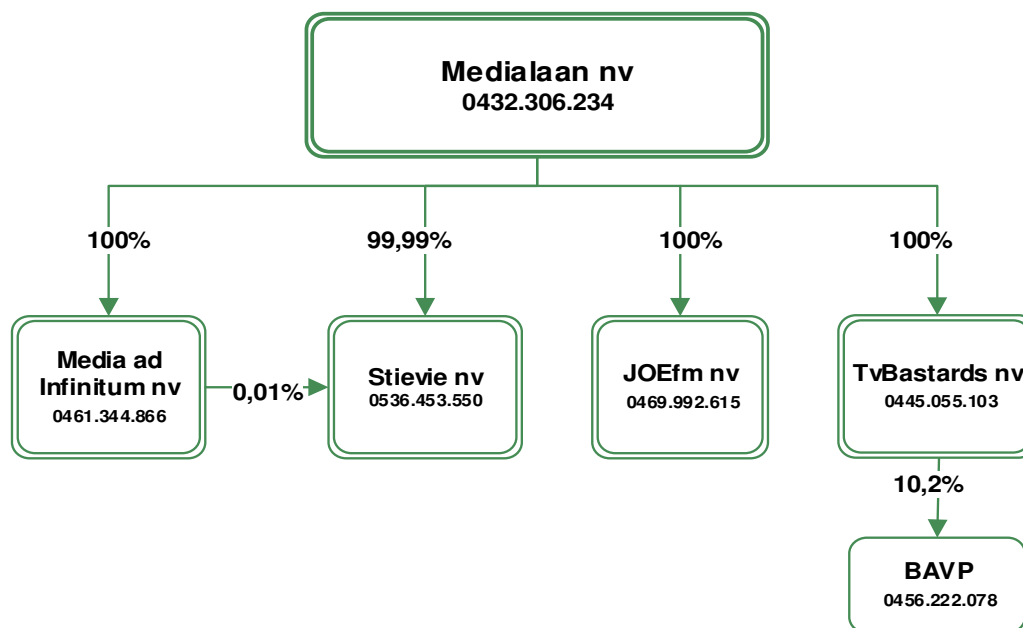 Medialaan nv
0432.306.234
100%
99,99%
100%
100%
Media ad
Infinitum nv
0461.344.866
0,01%
Stievie nv
0536.453.550
JOEfm nv
0469.992.615
TvBastards nv
0445.055.103
10,2%
BAVP
0456.222.078